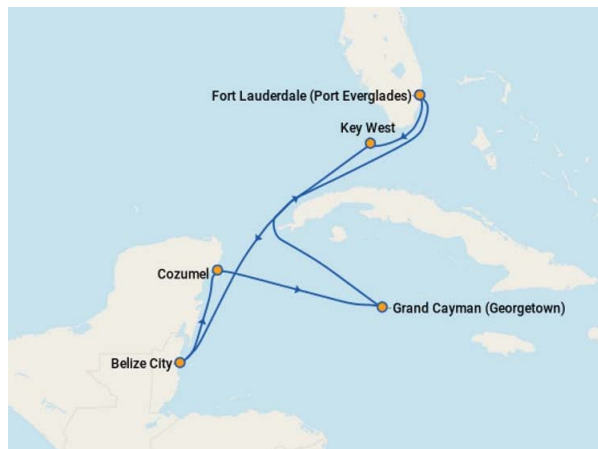 Fort Lauderdale (Port Everglades)
Key West
Cozumel
Grand Cayman (Georgetown)
Belize City